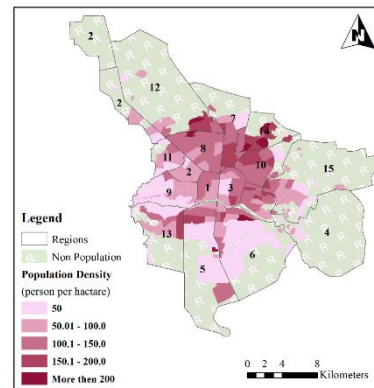 N
2
12
2
7
14
8
11
10
2
15
9
1
3
4
13
5
6
Legend
Regions
Non Population
Population Density
(person per hactare)
50
50.01 - 100.0
100.1 - 150.0
150.1 - 200.0
More then 200
0 2 4 8
Kilometers